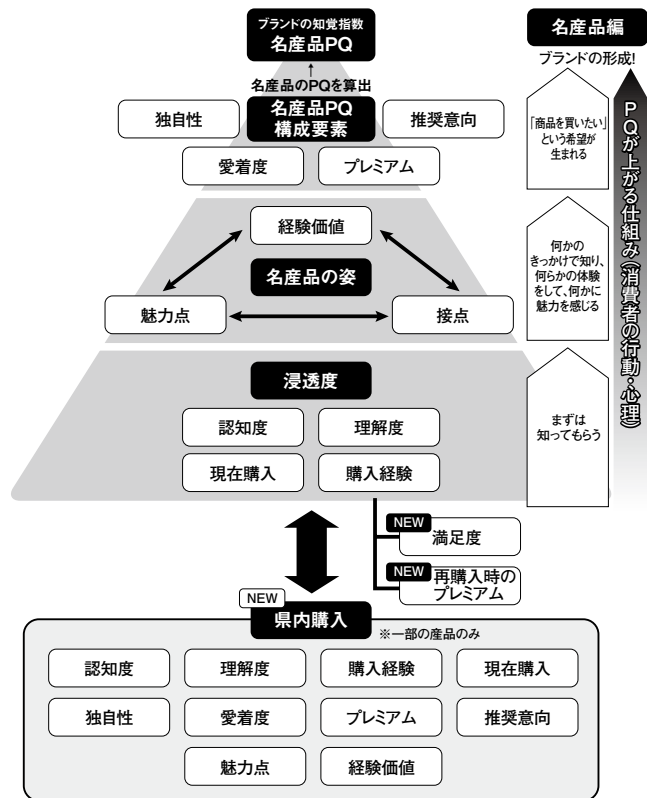 ブランドの知覚指数
名産品PQ
↑
名産品のPQを算出
名産品PQ
構成要素
独自性
推奨意向
愛着度
プレミアム
経験価値
名産品の姿
魅力点
接点
浸透度
認知度
理解度
現在購入
購入経験
NEW
満足度
NEW
再購入時の
プレミアム
名産品編
ブランドの形成!
「商品を買いたい」
という希望が
生まれる
何かの
きっかけで知り、
何らかの体験
をして、何かに
魅力を感じる
まずは
知ってもらう
PQが上がる仕組み(消費者の行動・心理)
NEW
県内購入
※一部の産品のみ
認知度
理解度
購入経験
現在購入
独自性
愛着度
プレミアム
推奨意向
魅力点
経験価値